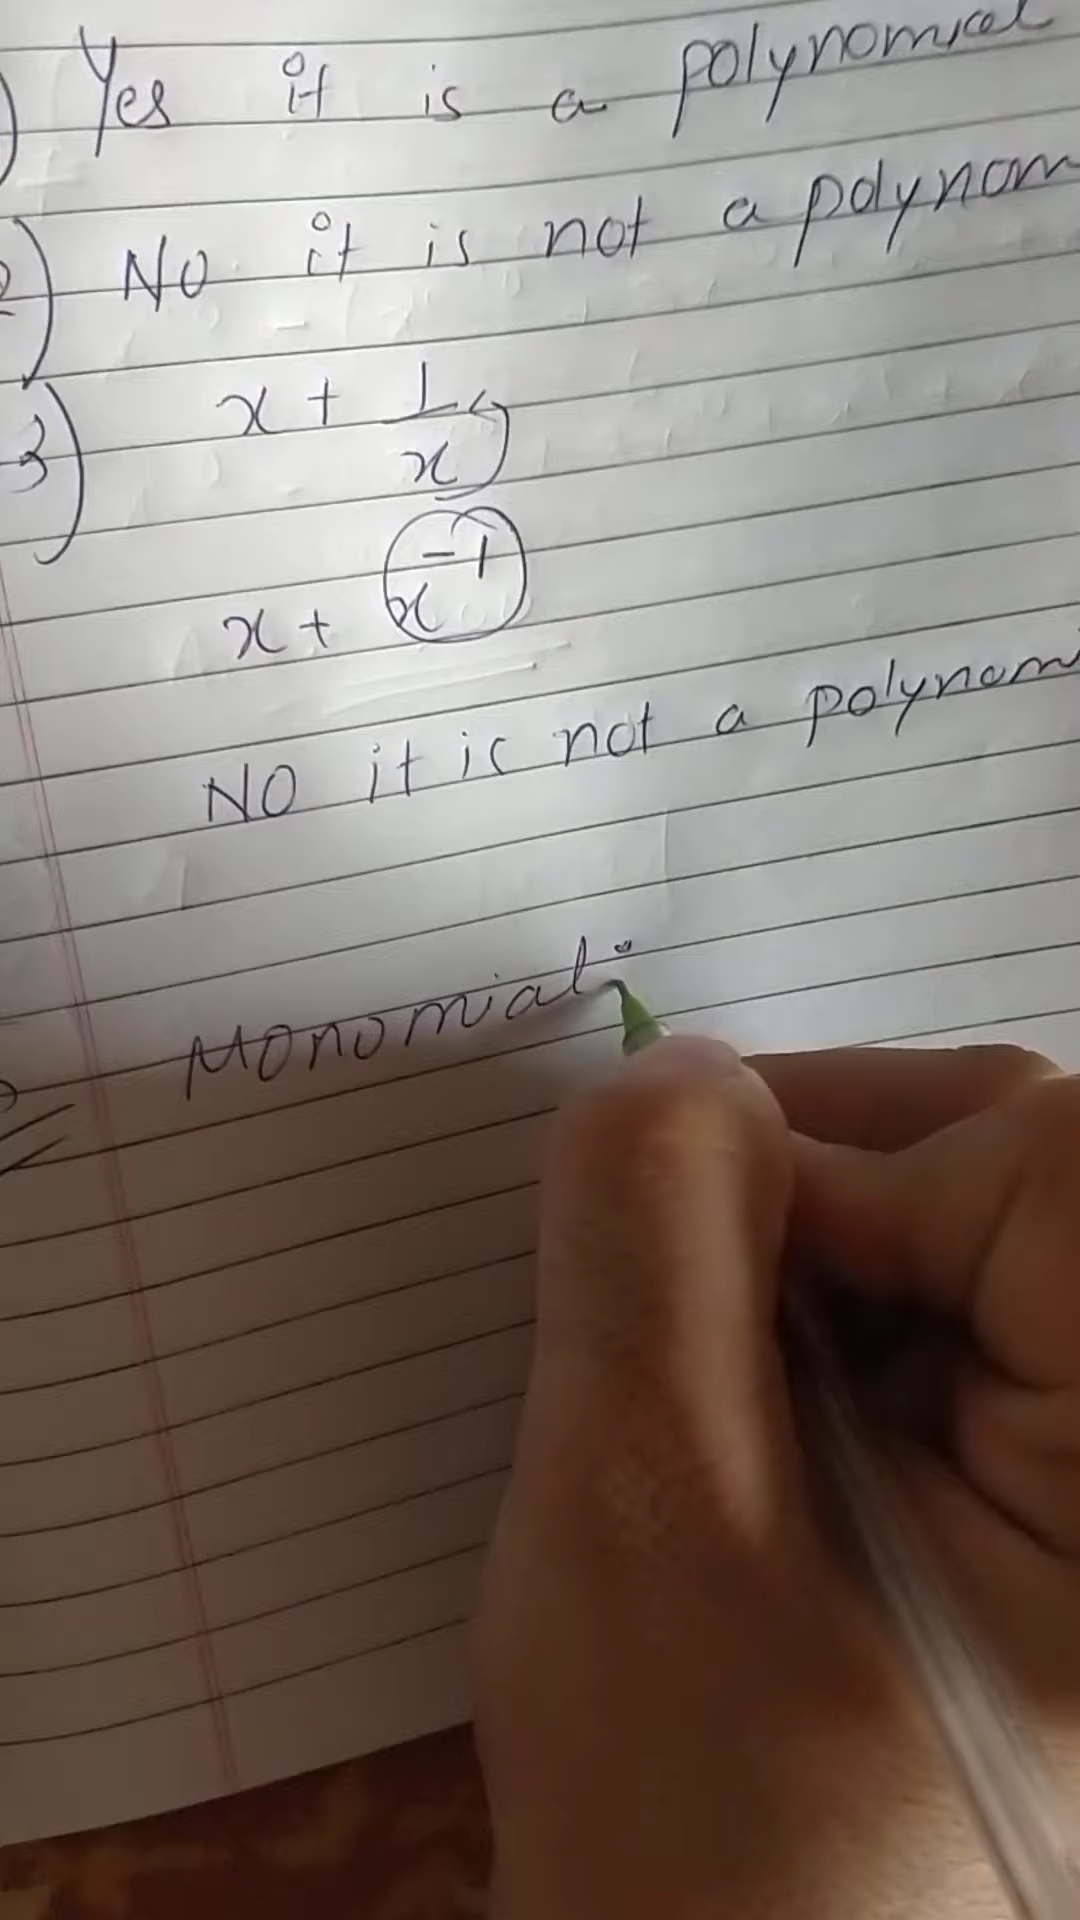 ) Yes it is a polynomial
2) NO it is not a polynom
3) x + 1/x
x + x⁻¹
NO it is not a polynom
Monomial: